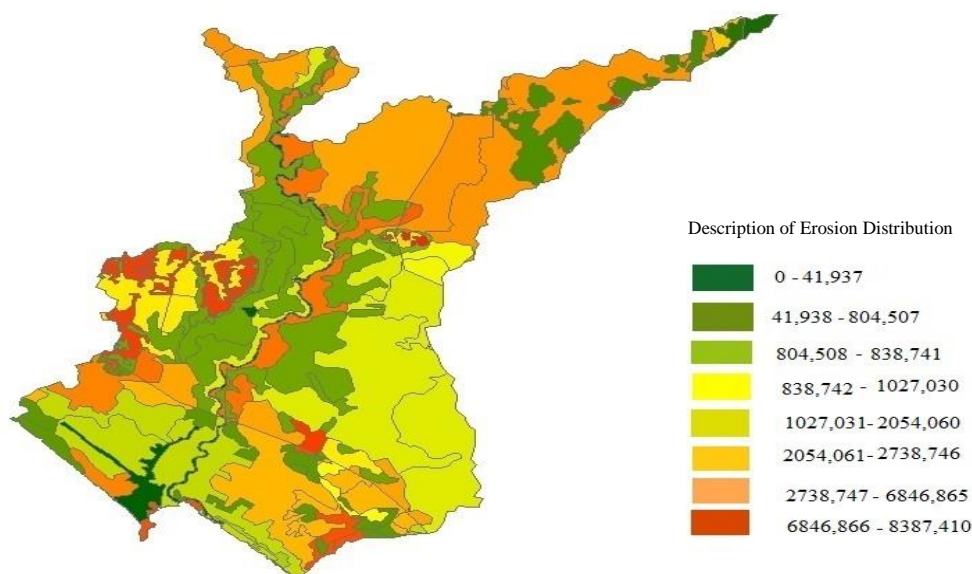 Description of Erosion Distribution
0 - 41,937
41,938 - 804,507
804,508 - 838,741
838,742 - 1027,030
1027,031- 2054,060
2054,061- 2738,746
2738,747 - 6846,865
6846,866 - 8387,410